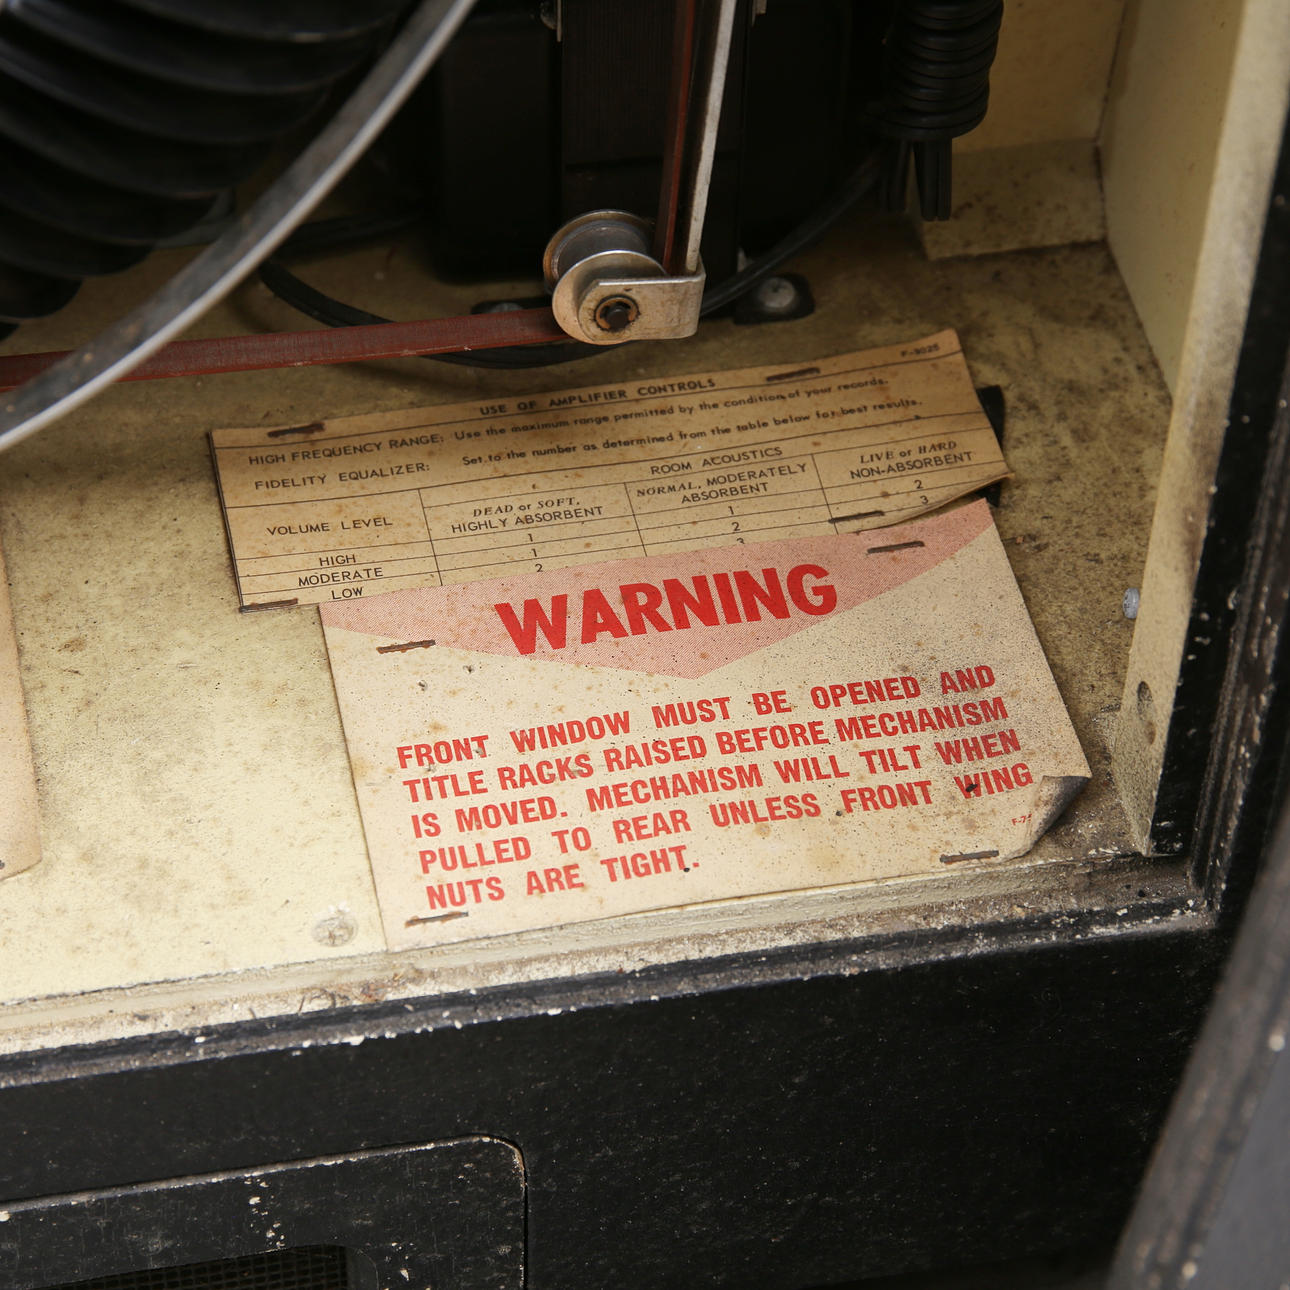 F-9025
USE OF AMPLIFIER CONTROLS
HIGH FREQUENCY RANGE: Use the maximum range permitted by the condition of your records.
FIDELITY EQUALIZER: Set to the number as determined from the table below for best results.
VOLUME LEVEL
ROOM ACOUSTICS
DEAD or SOFT,
HIGHLY ABSORBENT
NORMAL, MODERATELY
ABSORBENT
LIVE or HARD
NON-ABSORBENT
HIGH 1 1 2
MODERATE 1 2 3
LOW 2 3
WARNING
FRONT WINDOW MUST BE OPENED AND
TITLE RACKS RAISED BEFORE MECHANISM
IS MOVED. MECHANISM WILL TILT WHEN
PULLED TO REAR UNLESS FRONT WING
NUTS ARE TIGHT.